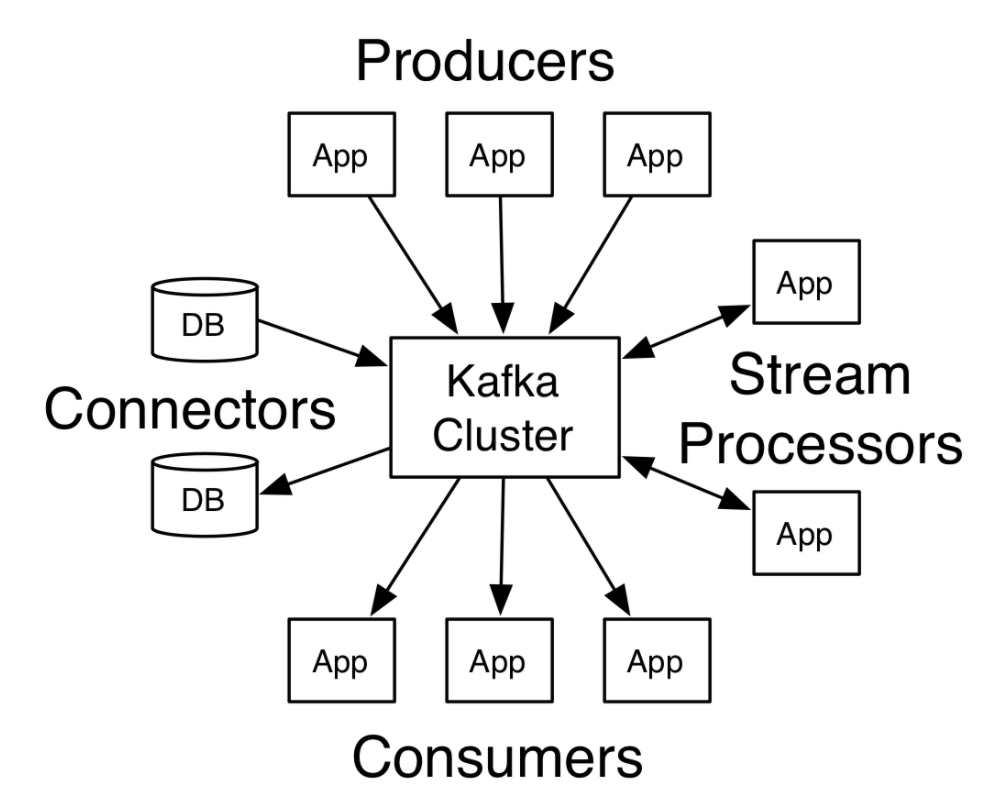 Producers
App
App
App
App
DB
Kafka
Cluster
Stream
Processors
Connectors
DB
App
App
App
App
Consumers